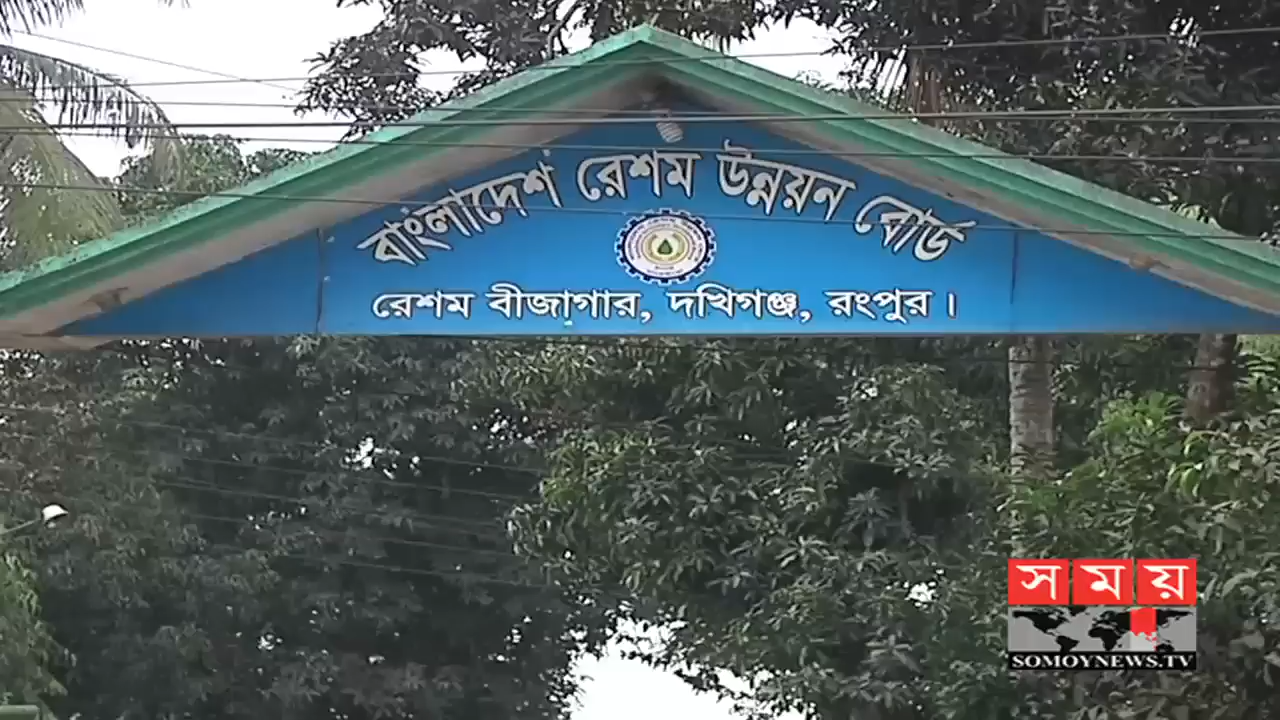 বাংলাদেশ রেশম উন্নয়ন বোর্ড
রেশম বীজাগার, দখিগঞ্জ, রংপুর।
সময়
SOMOYNEWS.TV